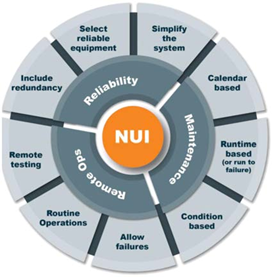 NUI
Reliability
Maintenance
Remote Ops
Select
reliable
equipment
Simplify
the
system
Calendar
based
Runtime
based
(or run to
failure)
Condition
based
Allow
failures
Routine
Operations
Remote
testing
Include
redundancy